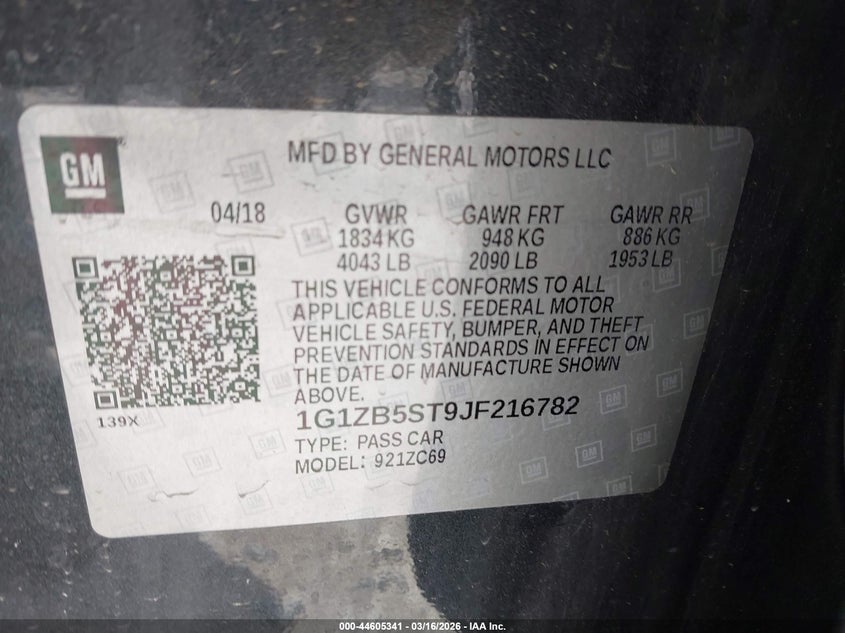 GM
MFD BY GENERAL MOTORS LLC
04/18 GVWR GAWR FRT GAWR RR
1834 KG 948 KG 886 KG
4043 LB 2090 LB 1953 LB
THIS VEHICLE CONFORMS TO ALL
APPLICABLE U.S. FEDERAL MOTOR
VEHICLE SAFETY, BUMPER, AND THEFT
PREVENTION STANDARDS IN EFFECT ON
THE DATE OF MANUFACTURE SHOWN
ABOVE.
139X
1G1ZB5ST9JF216782
TYPE: PASS CAR
MODEL: 921ZC69
000-44605341 - 03/16/2026 - IAA Inc.